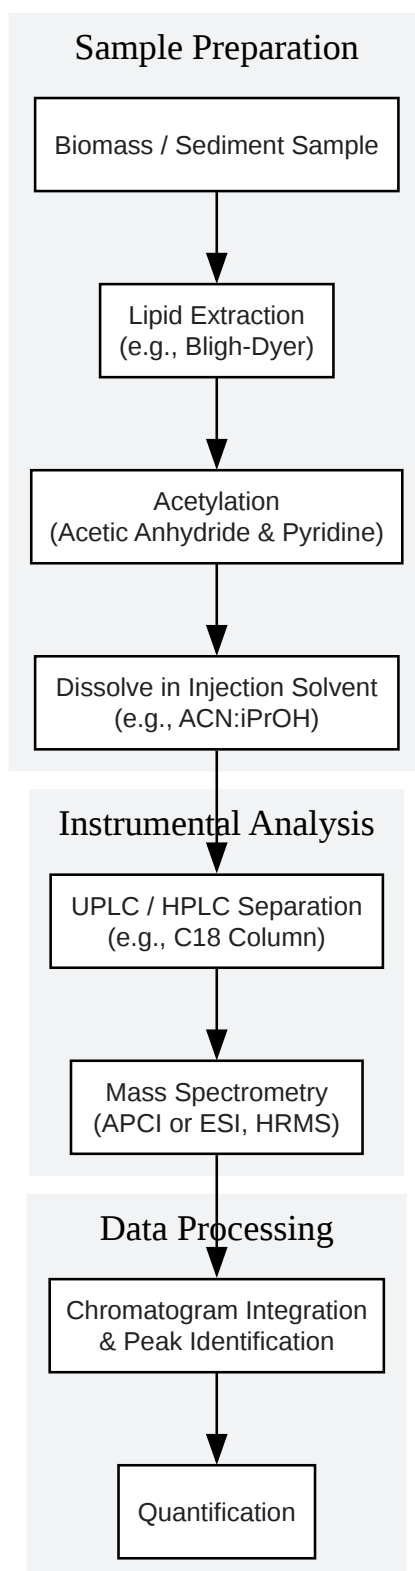 Sample Preparation
Biomass / Sediment Sample
Lipid Extraction
(e.g., Bligh-Dyer)
Acetylation
(Acetic Anhydride & Pyridine)
Dissolve in Injection Solvent
(e.g., ACN:iPrOH)
Instrumental Analysis
UPLC / HPLC Separation
(e.g., C18 Column)
Mass Spectrometry
(APCI or ESI, HRMS)
Data Processing
Chromatogram Integration
& Peak Identification
Quantification